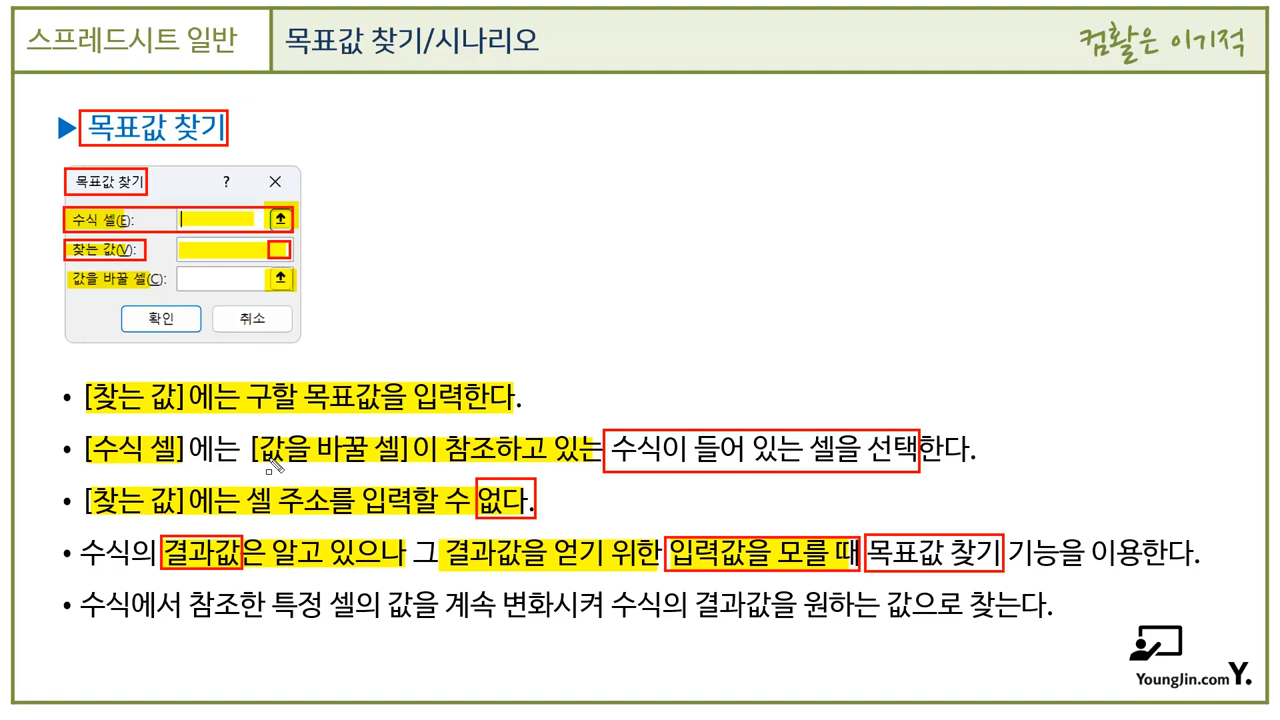 스프레드시트 일반
목표값 찾기/시나리오
컴활은 이기적
▶목표값 찾기
목표값 찾기 ? ×
수식 셀(E):
찾는 값(V):
값을 바꿀 셀(C):
확인 취소
• [찾는 값]에는 구할 목표값을 입력한다.
• [수식 셀]에는 [값을 바꿀 셀]이 참조하고 있는 수식이 들어 있는 셀을 선택한다.
• [찾는 값]에는 셀 주소를 입력할 수 없다.
• 수식의 결과값은 알고 있으나 그 결과값을 얻기 위한 입력값을 모를 때 목표값 찾기 기능을 이용한다.
• 수식에서 참조한 특정 셀의 값을 계속 변화시켜 수식의 결과값을 원하는 값으로 찾는다.
YoungJin.com Y.